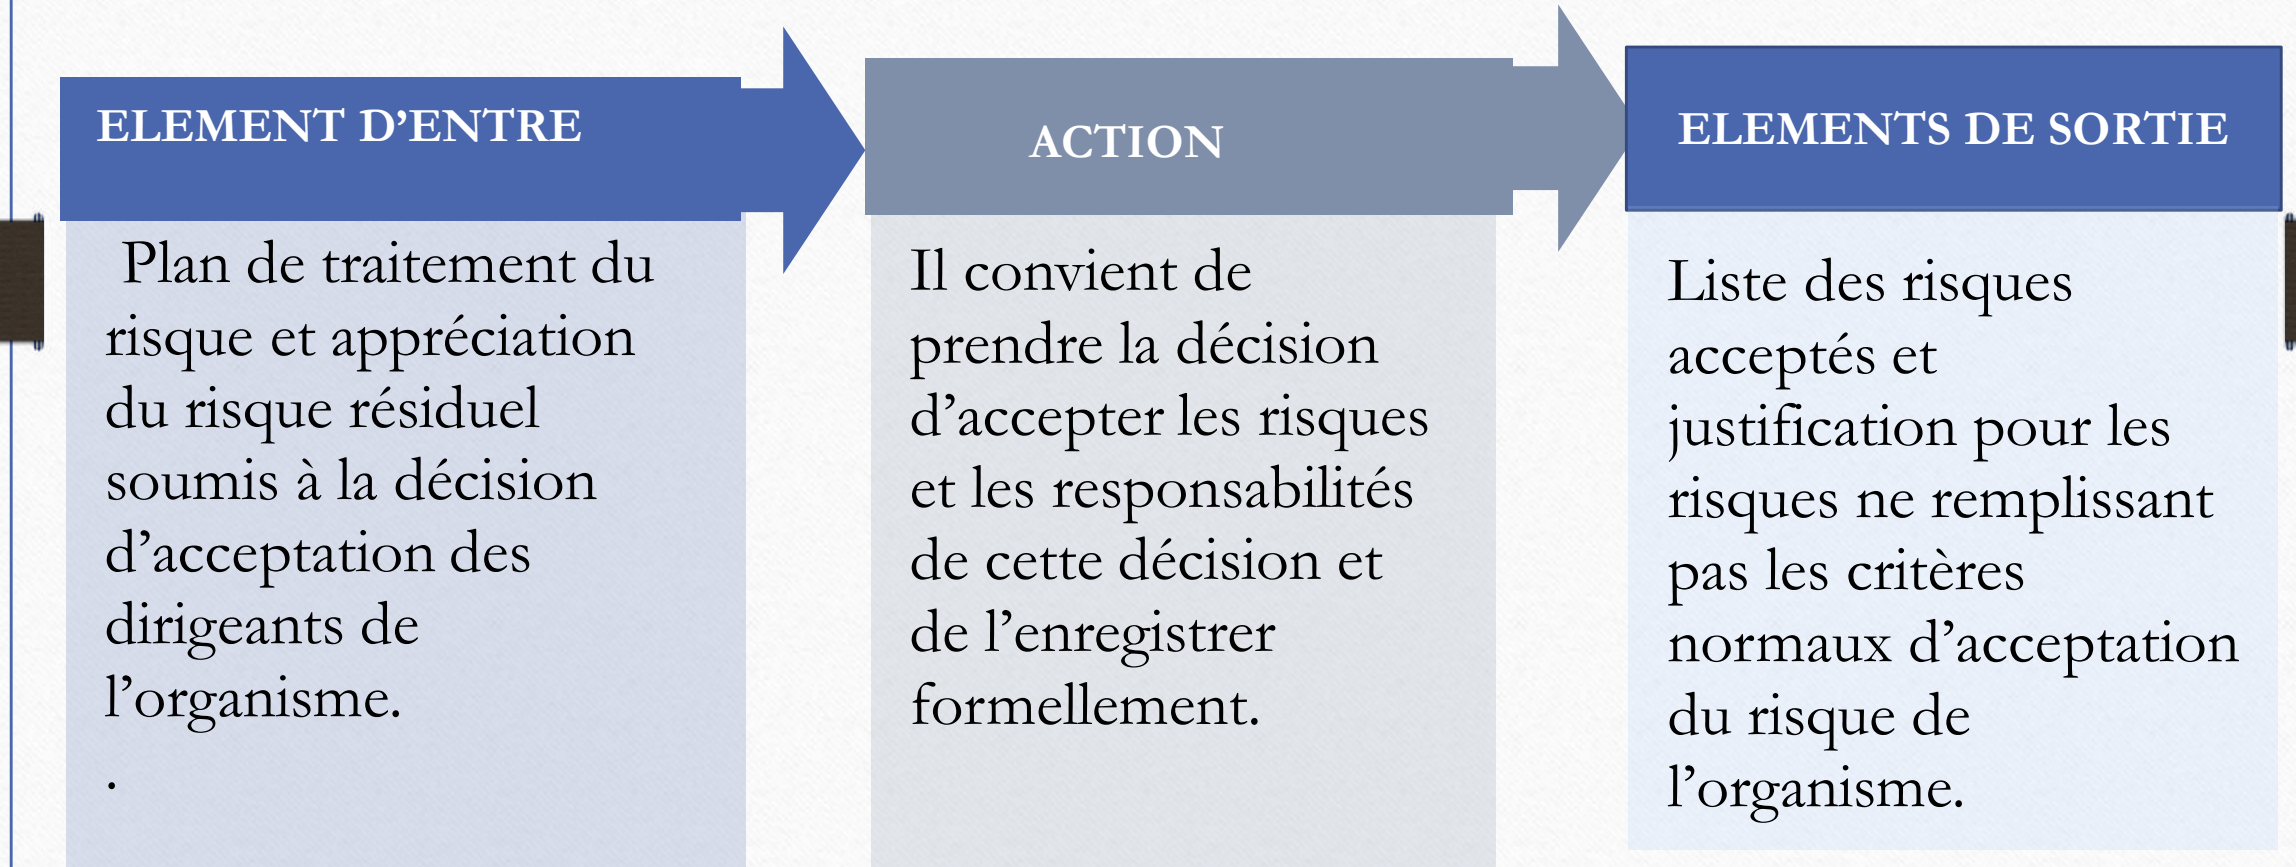 ELEMENT D’ENTRE
Plan de traitement du
risque et appréciation
du risque résiduel
soumis à la décision
d’acceptation des
dirigeants de
l’organisme.
.
ACTION
Il convient de
prendre la décision
d’accepter les risques
et les responsabilités
de cette décision et
de l’enregistrer
formellement.
ELEMENTS DE SORTIE
Liste des risques
acceptés et
justification pour les
risques ne remplissant
pas les critères
normaux d’acceptation
du risque de
l’organisme.